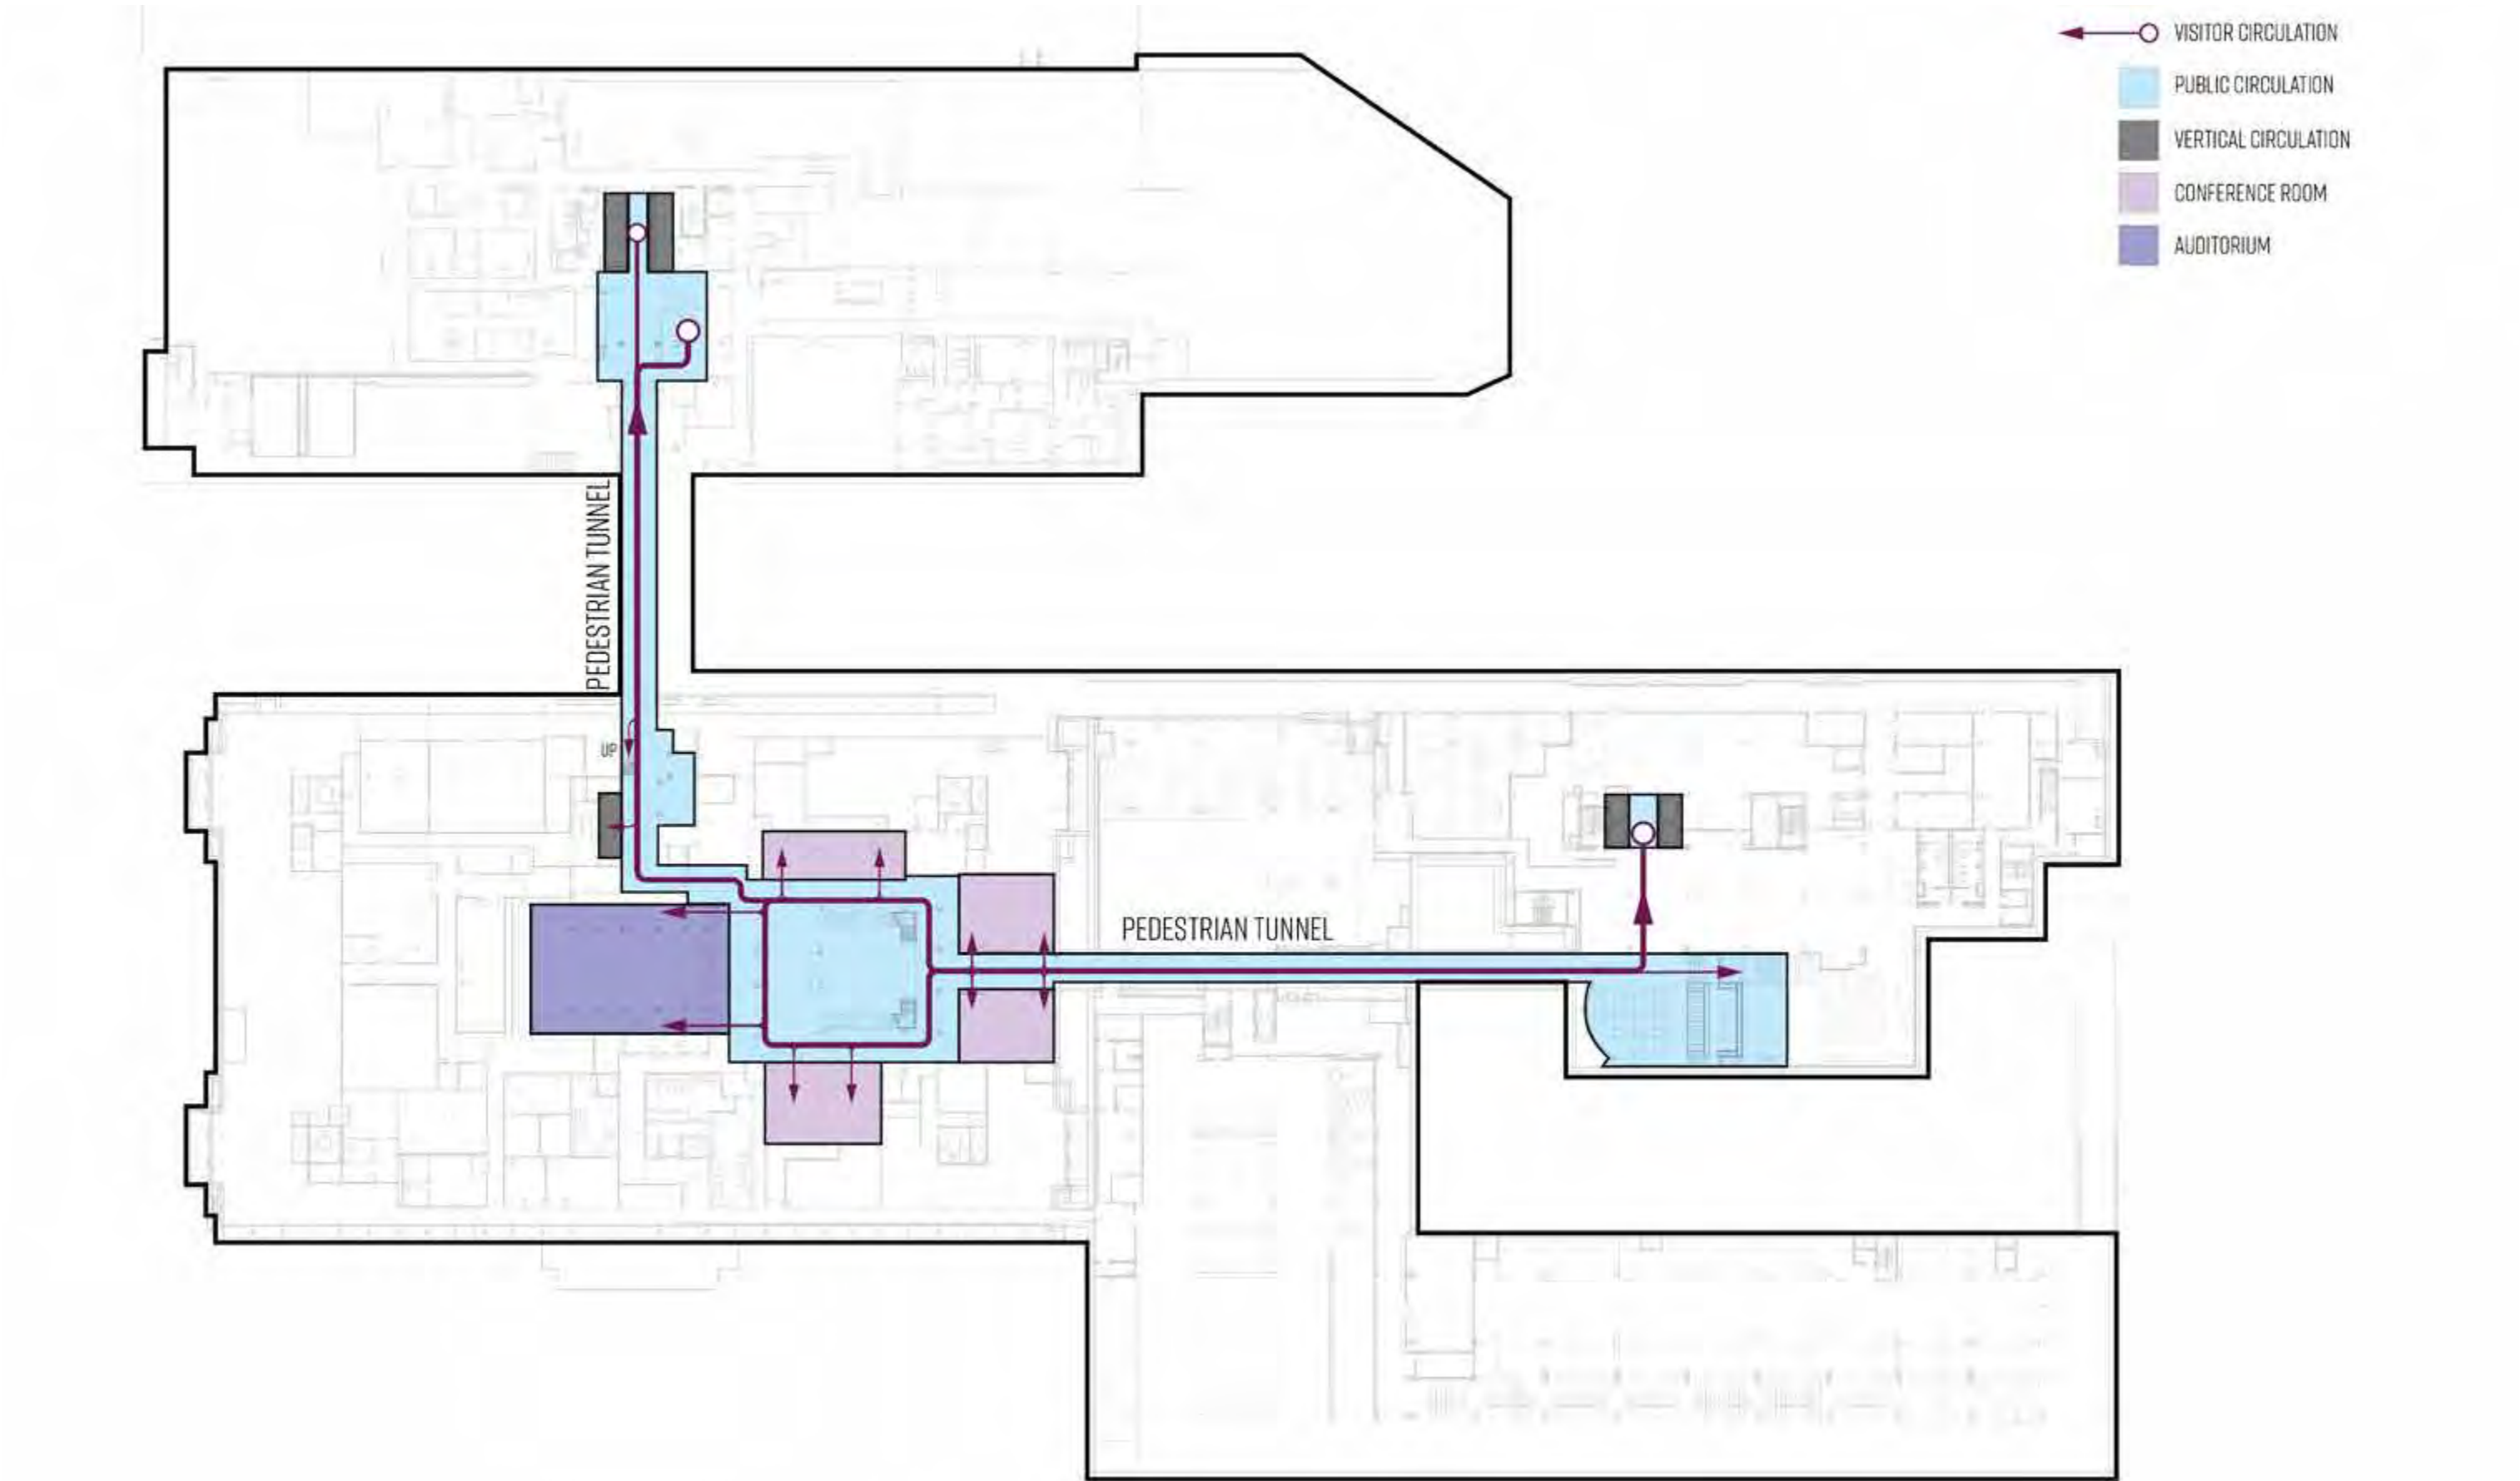 VISITOR CIRCULATION
PUBLIC CIRCULATION
VERTICAL CIRCULATION
CONFERENCE ROOM
AUDITORIUM
PEDESTRIAN TUNNEL
UP
PEDESTRIAN TUNNEL